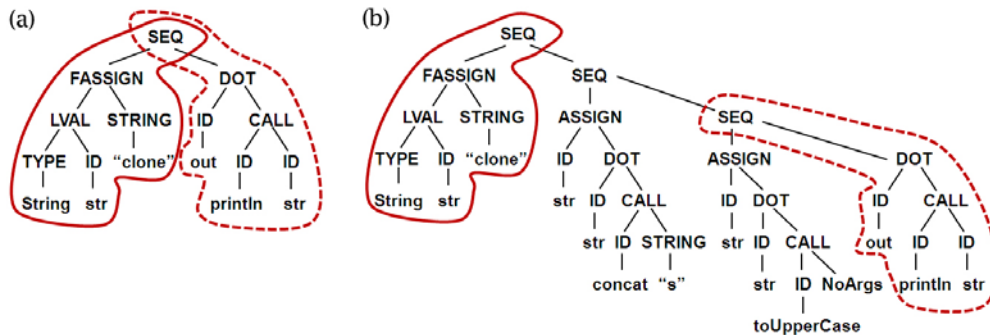 (a)
SEQ
FASSIGN DOT
LVAL STRING ID CALL
TYPE ID “clone” out ID ID
String str println str
(b)
SEQ
FASSIGN SEQ
LVAL STRING ASSIGN SEQ
TYPE ID “clone” ID DOT ASSIGN DOT
String str str ID CALL ID DOT ID CALL
str ID STRING str ID CALL out ID ID
concat “s” str ID NoArgs println str
toUpperCase